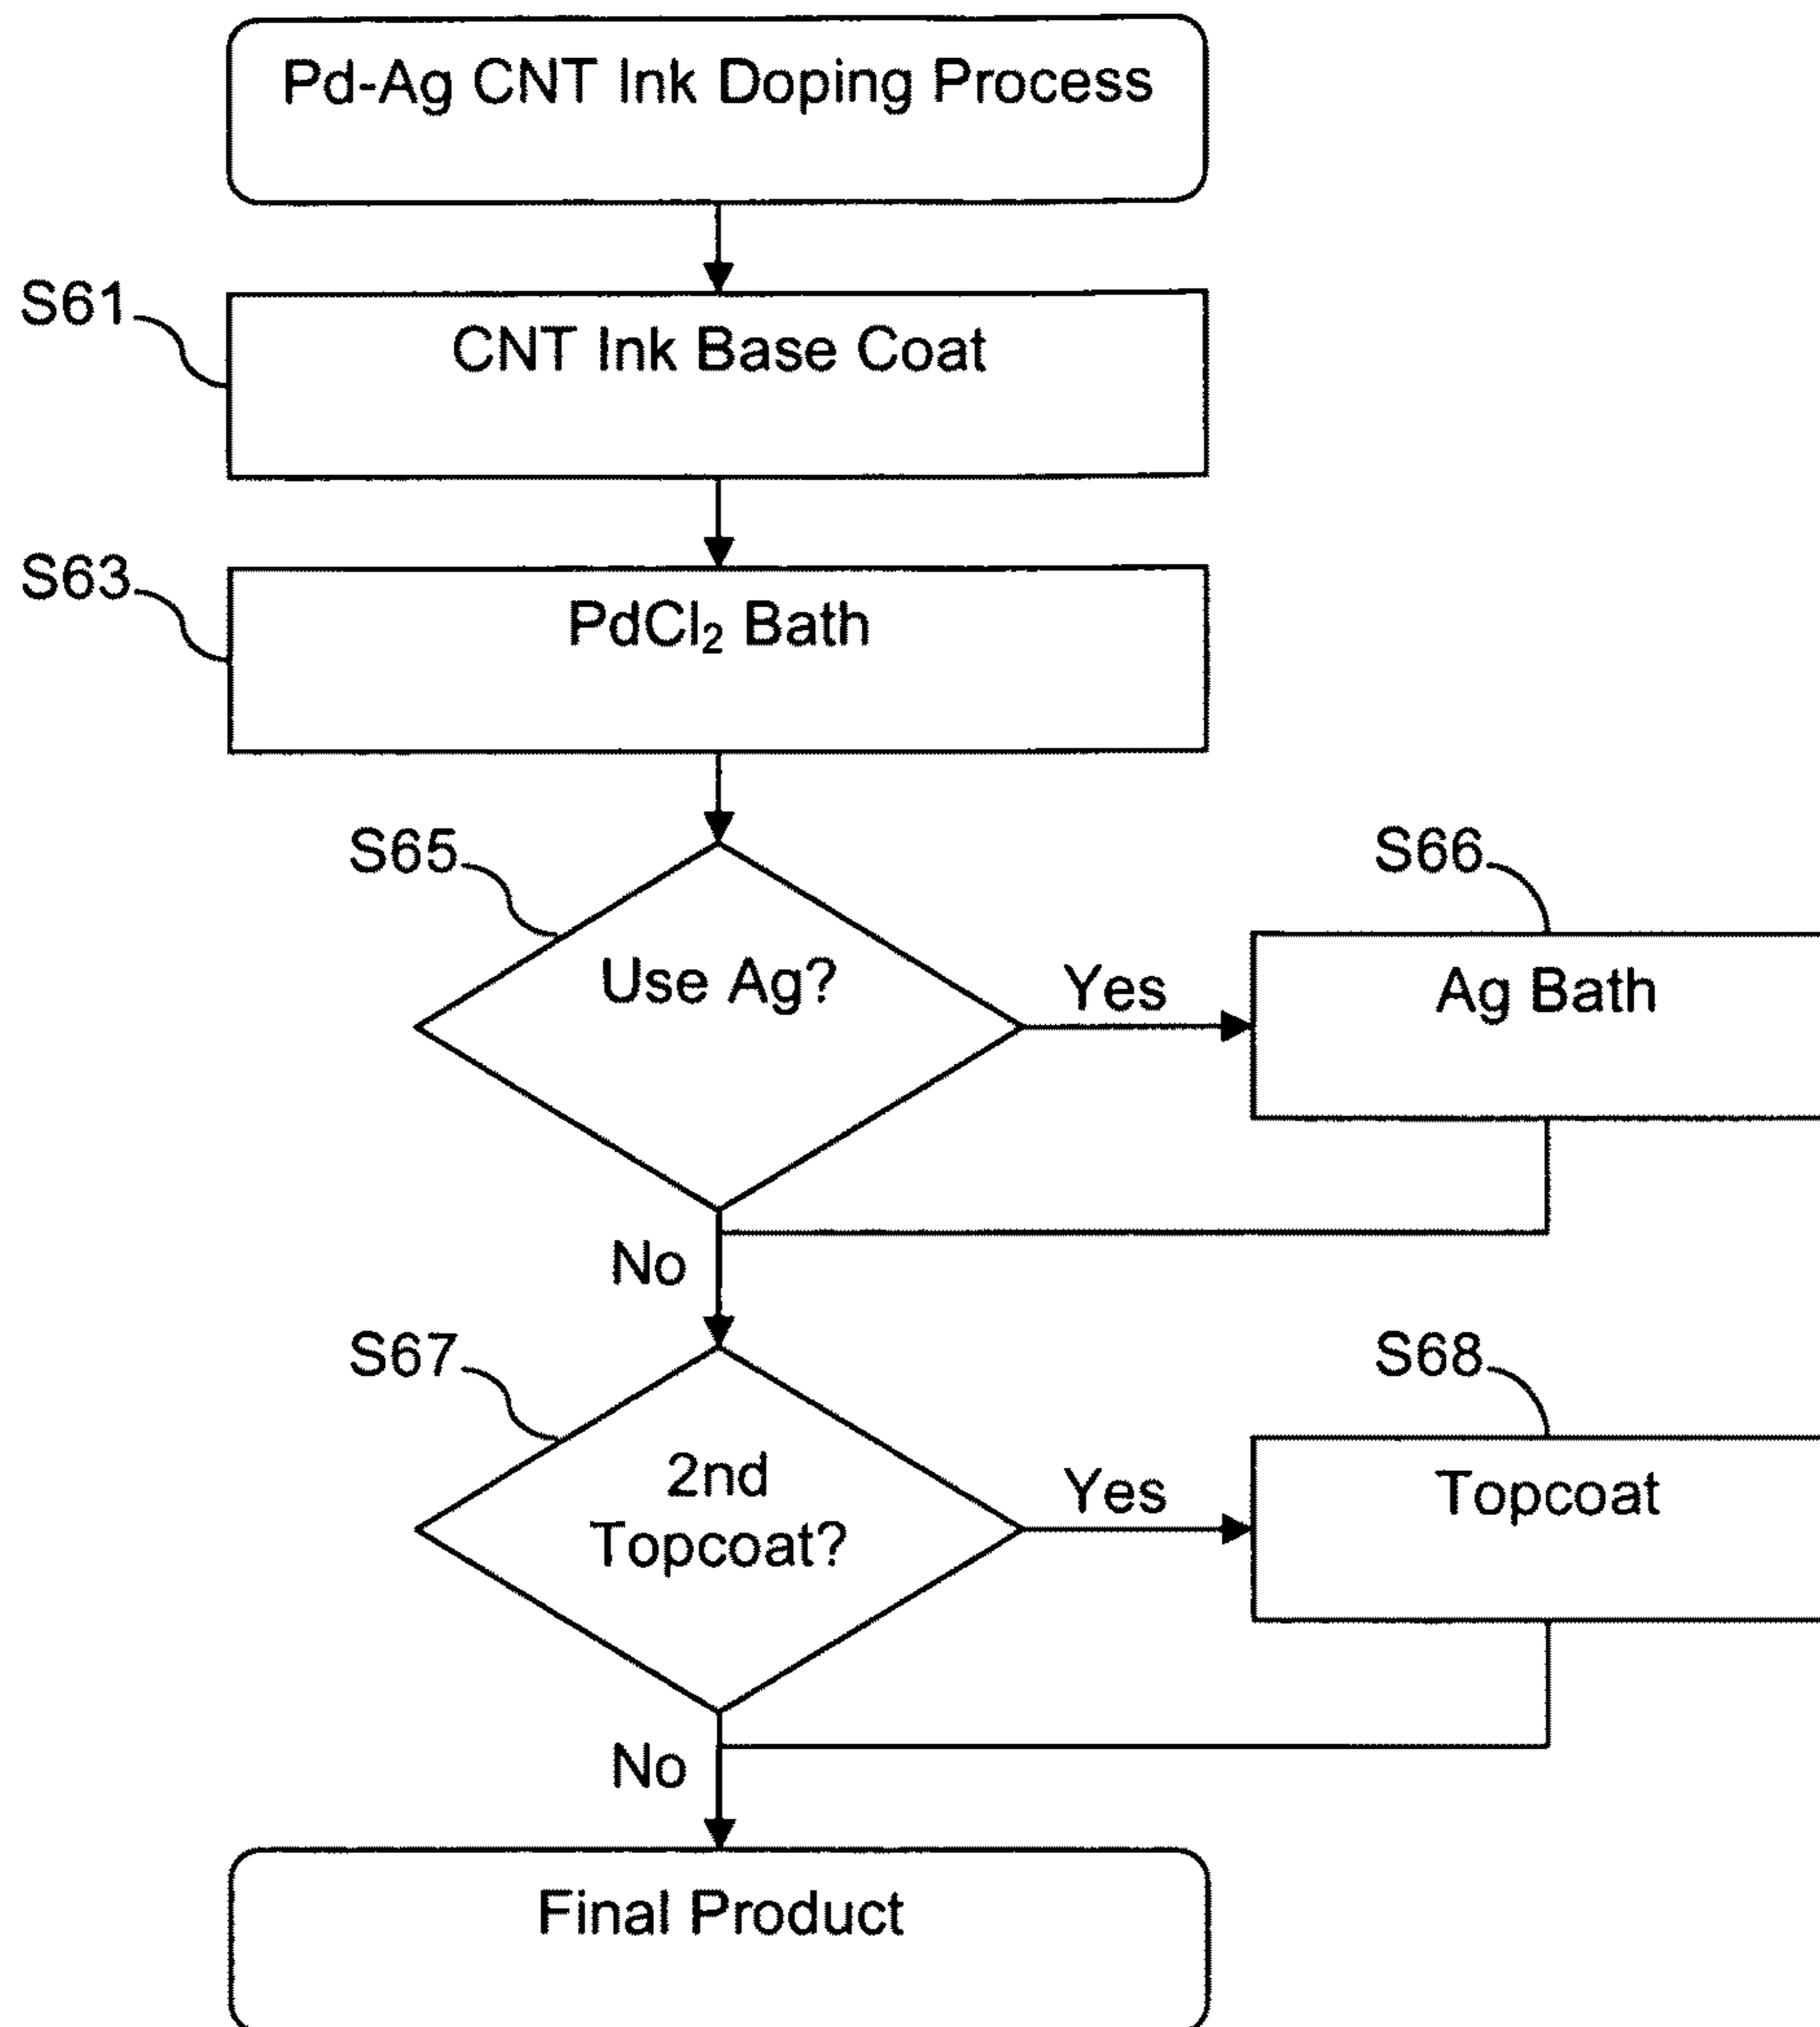 Pd-Ag CNT Ink Doping Process
S61
CNT Ink Base Coat
S63
PdCl₂ Bath
S65
Use Ag?
Yes
S66
Ag Bath
No
S67
2nd
Topcoat?
Yes
S68
Topcoat
No
Final Product